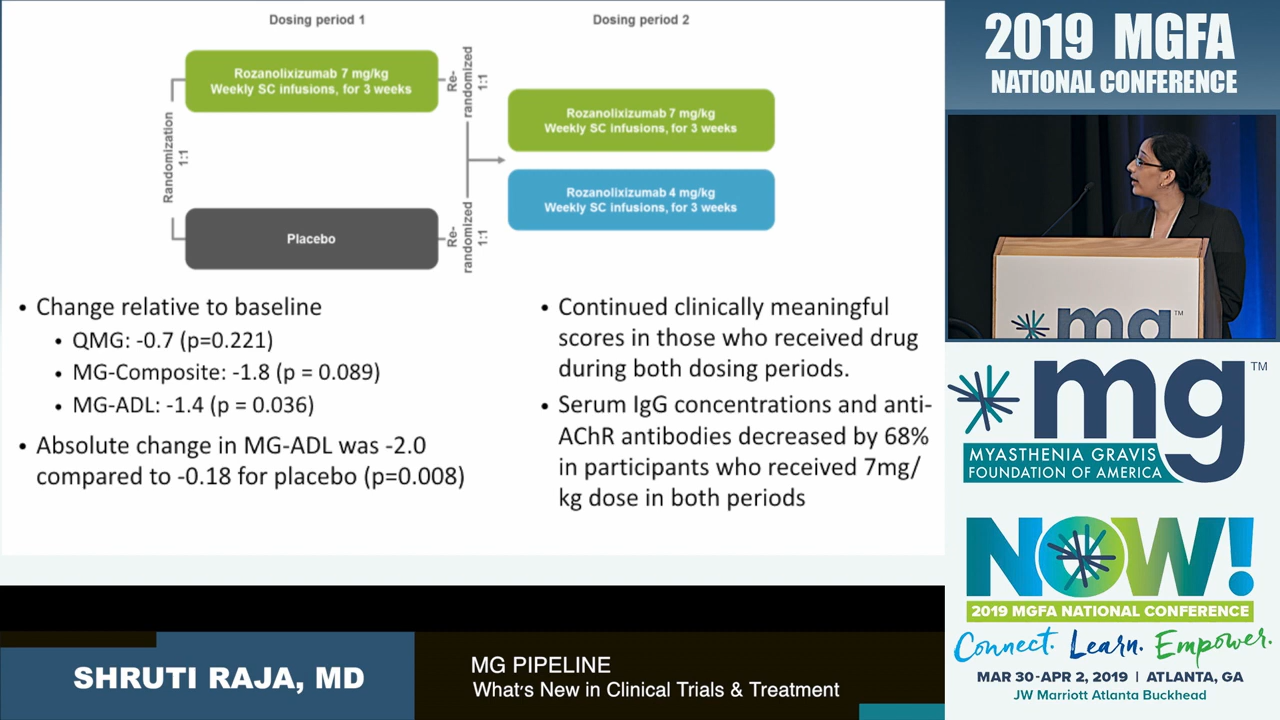 Dosing period 1
Dosing period 2
Randomization
1:1
Rozanolixizumab 7 mg/kg
Weekly SC infusions, for 3 weeks
Placebo
Re-
randomized
1:1
Re-
randomized
1:1
Rozanolixizumab 7 mg/kg
Weekly SC infusions, for 3 weeks
Rozanolixizumab 4 mg/kg
Weekly SC infusions, for 3 weeks
• Change relative to baseline
• QMG: -0.7 (p=0.221)
• MG-Composite: -1.8 (p = 0.089)
• MG-ADL: -1.4 (p = 0.036)
• Absolute change in MG-ADL was -2.0
compared to -0.18 for placebo (p=0.008)
• Continued clinically meaningful
scores in those who received drug
during both dosing periods.
• Serum IgG concentrations and anti-
AChR antibodies decreased by 68%
in participants who received 7mg/
kg dose in both periods
SHRUTI RAJA, MD
MG PIPELINE
What's New in Clinical Trials & Treatment
2019 MGFA
NATIONAL CONFERENCE
mg™
mg™
MYASTHENIA GRAVIS
FOUNDATION OF AMERICA
NOW!
2019 MGFA NATIONAL CONFERENCE
Connect. Learn. Empower.
MAR 30-APR 2, 2019 | ATLANTA, GA
JW Marriott Atlanta Buckhead